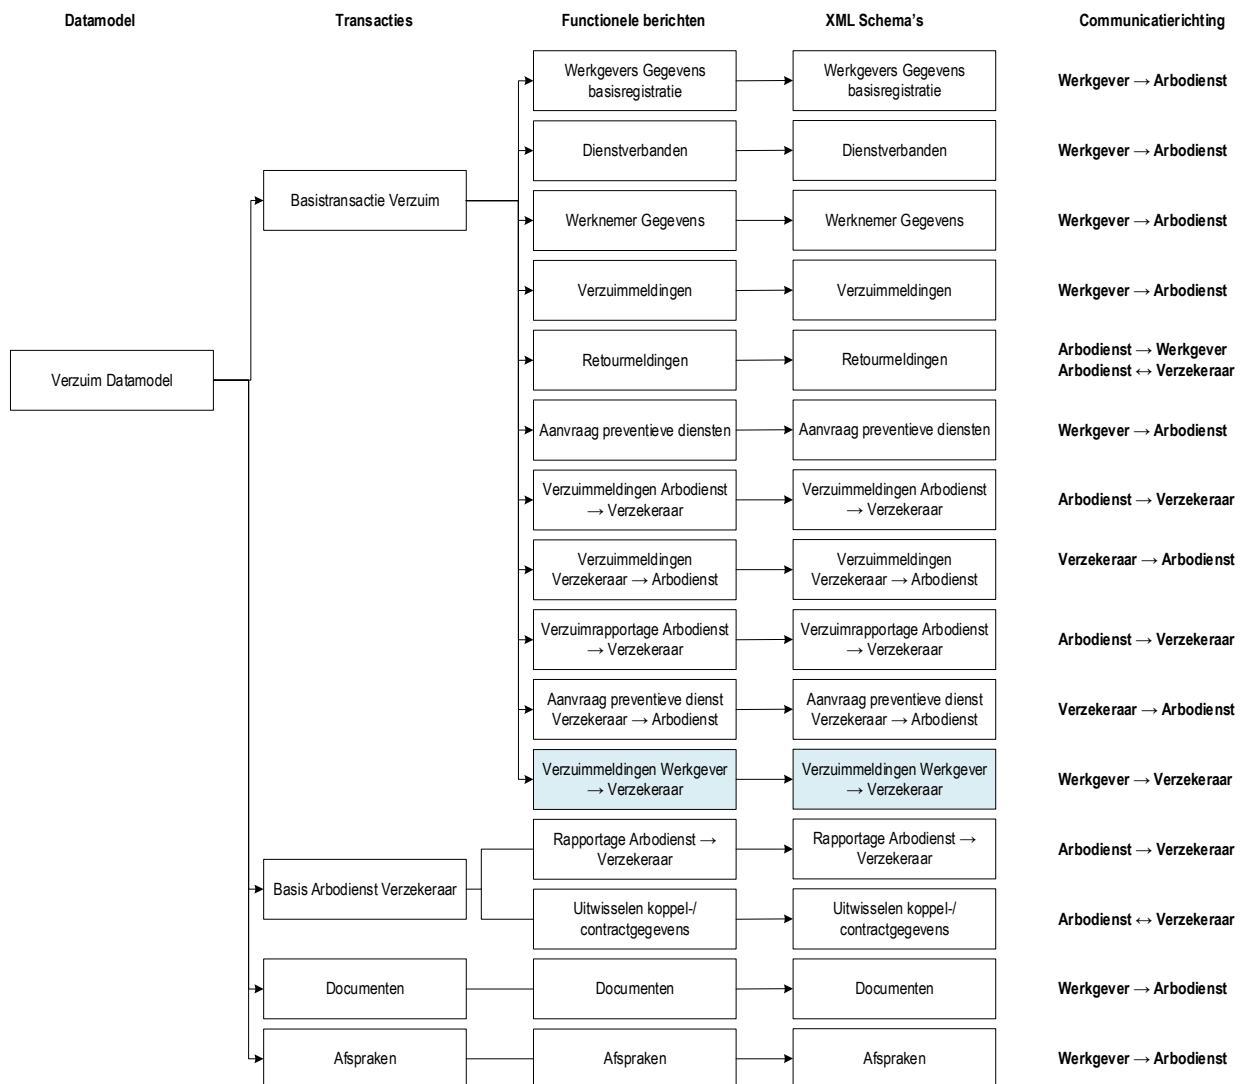 Datamodel
Transacties
Functionele berichten
XML Schema's
Communicatierichting
Werkgevers Gegevens
basisregistratie
Werkgevers Gegevens
basisregistratie
Werkgever → Arbodienst
Dienstverbanden
Dienstverbanden
Werkgever → Arbodienst
Basistransactie Verzuim
Werknemer Gegevens
Werknemer Gegevens
Werkgever → Arbodienst
Verzuimmeldingen
Verzuimmeldingen
Werkgever → Arbodienst
Verzuim Datamodel
Retourmeldingen
Retourmeldingen
Arbodienst → Werkgever
Arbodienst ↔ Verzekeraar
Aanvraag preventieve diensten
Aanvraag preventieve diensten
Werkgever → Arbodienst
Verzuimmeldingen Arbodienst
→ Verzekeraar
Verzuimmeldingen Arbodienst
→ Verzekeraar
Arbodienst → Verzekeraar
Verzuimmeldingen
Verzekeraar → Arbodienst
Verzuimmeldingen
Verzekeraar → Arbodienst
Verzekeraar → Arbodienst
Verzuimrapportage Arbodienst
→ Verzekeraar
Verzuimrapportage Arbodienst
→ Verzekeraar
Arbodienst → Verzekeraar
Aanvraag preventieve dienst
Verzekeraar → Arbodienst
Aanvraag preventieve dienst
Verzekeraar → Arbodienst
Verzekeraar → Arbodienst
Verzuimmeldingen Werkgever
→ Verzekeraar
Verzuimmeldingen Werkgever
→ Verzekeraar
Werkgever → Verzekeraar
Basis Arbodienst Verzekeraar
Rapportage Arbodienst →
Verzekeraar
Rapportage Arbodienst →
Verzekeraar
Arbodienst → Verzekeraar
Uitwisselen koppel-/
contractgegevens
Uitwisselen koppel-/
contractgegevens
Arbodienst ↔ Verzekeraar
Documenten
Documenten
Documenten
Werkgever → Arbodienst
Afspraken
Afspraken
Afspraken
Werkgever → Arbodienst